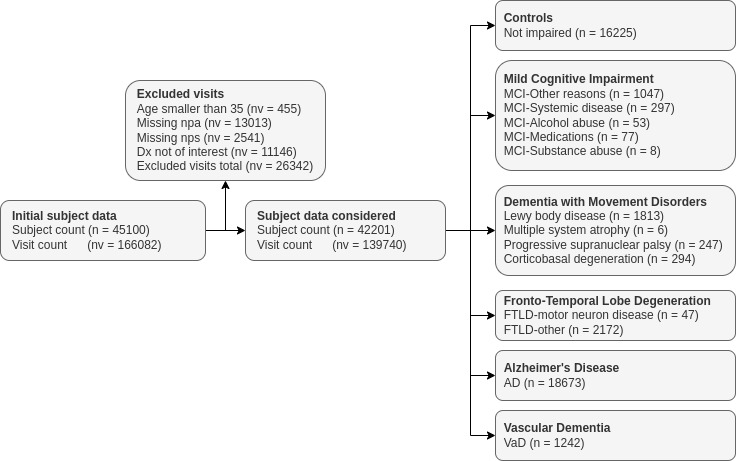 Controls
Not impaired (n = 16225)
Excluded visits
Age smaller than 35 (nv = 455)
Missing npa (nv = 13013)
Missing nps (nv = 2541)
Dx not of interest (nv = 11146)
Excluded visits total (nv = 26342)
Mild Cognitive Impairment
MCI-Other reasons (n = 1047)
MCI-Systemic disease (n = 297)
MCI-Alcohol abuse (n = 53)
MCI-Medications (n = 77)
MCI-Substance abuse (n = 8)
Initial subject data
Subject count (n = 45100)
Visit count (nv = 166082)
Subject data considered
Subject count (n = 42201)
Visit count (nv = 139740)
Dementia with Movement Disorders
Lewy body disease (n = 1813)
Multiple system atrophy (n = 6)
Progressive supranuclear palsy (n = 247)
Corticobasal degeneration (n = 294)
Fronto-Temporal Lobe Degeneration
FTLD-motor neuron disease (n = 47)
FTLD-other (n = 2172)
Alzheimer's Disease
AD (n = 18673)
Vascular Dementia
VaD (n = 1242)